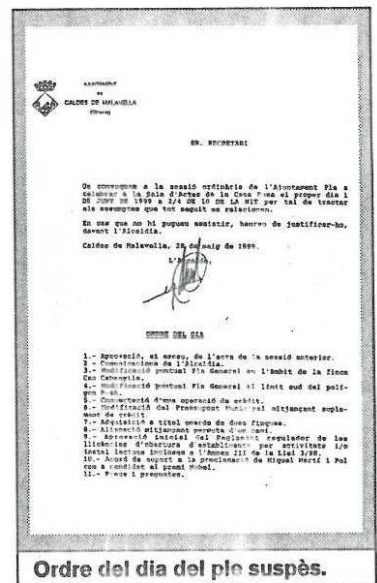 AJUNTAMENT
DE
CALDES DE MALAVELLA
(Girona)
SR. SECRETARI
Us convoquem a la sessió ordinària de l'Ajuntament Ple a
celebrar a la Sala d'Actes de la Casa Rosa el proper dia 1
DE JUNY DE 1999 a 2/4 DE 10 DE LA NIT per tal de tractar
els assumptes que tot seguit es relacionen.
En cas que no hi pugueu assistir, haureu de justificar-ho,
davant l'Alcaldia.
Caldes de Malavella, 28 de maig de 1999.
L'Alcalde,
ORDRE DEL DIA
1.- Aprovació, si escau, de l'acta de la sessió anterior.
2.- Comunicacions de l'Alcaldia.
3.- Modificació puntual Pla General en l'àmbit de la finca
Can Cabanyils.
4.- Modificació puntual Pla General al límit sud del polí-
gon
5.- Concertació d'una operació de crèdit.
6.- Modificació del Pressupost Municipal mitjançant suple-
ment de crèdit.
7.- Adquisició a títol onerós de dues finques.
8.- Alienació mitjançant permuta d'un camí.
9.- Aprovació inicial del Reglament regulador de les
llicències d'obertura d'establiments per activitats i/o
instal.lacions incloses a l'Annex III de la Llei 3/98.
10.- Acord de suport a la proclamació de Miquel Martí i Pol
com a candidat al premi Nobel.
11.- Precs i preguntes.
Ordre del dia del ple suspès.